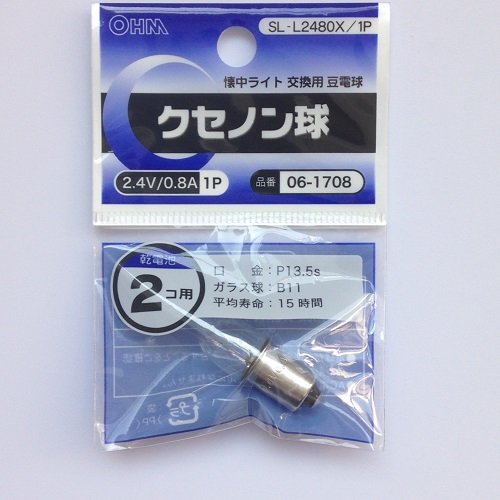 OHM
SL-L2480X/1P
懐中ライト 交換用 豆電球
クセノン球
2.4V/0.8A 1P
品番 06-1708
乾電池
2コ用
口金:P13.5s
ガラス球:B11
平均寿命:15時間
プラ